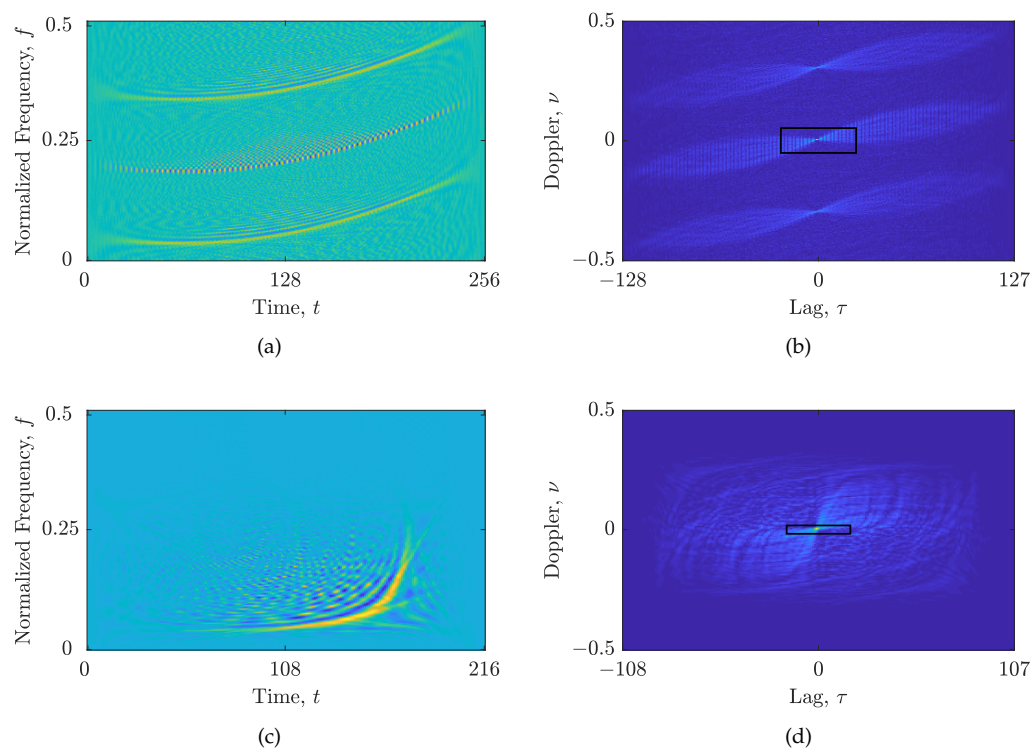 0.5
0.25
0
Normalized Frequency, f
0
128
256
Time, t
(a)
0.5
0
−0.5
Doppler, ν
−128
0
127
Lag, τ
(b)
0.5
0.25
0
Normalized Frequency, f
0
108
216
Time, t
(c)
0.5
0
−0.5
Doppler, ν
−108
0
107
Lag, τ
(d)